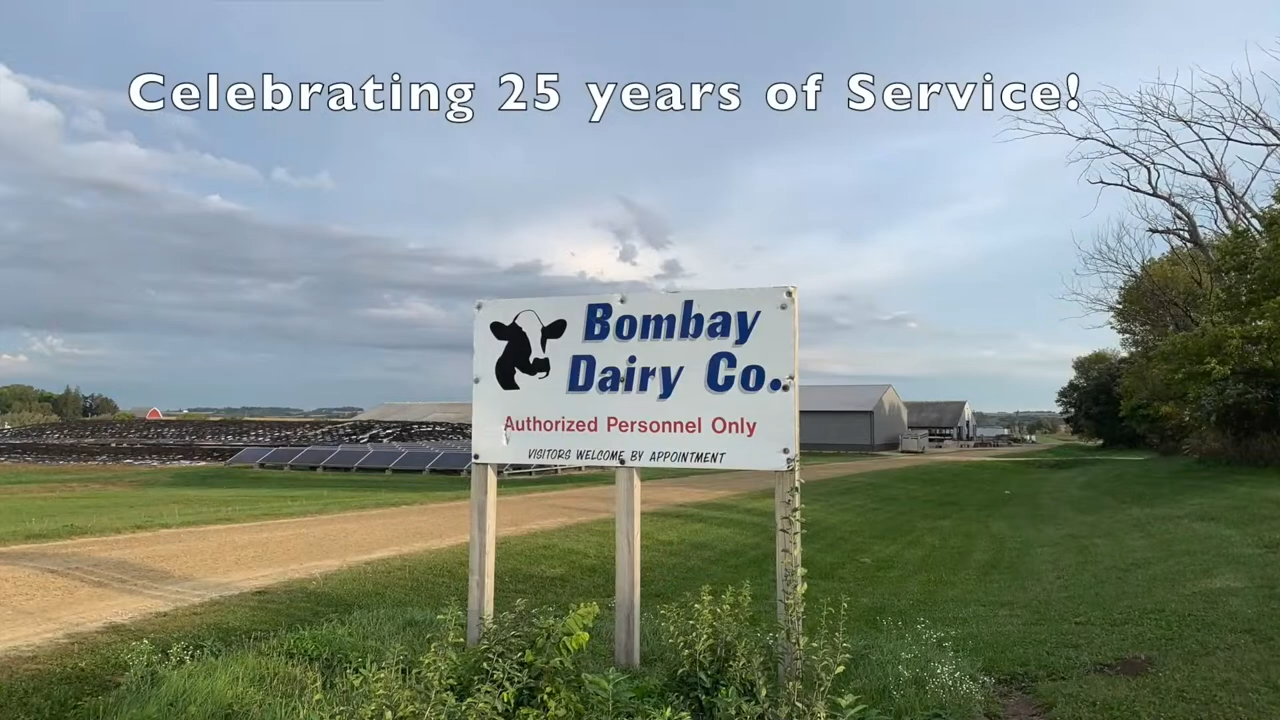 Celebrating 25 years of Service!
Bombay
Dairy Co.
Authorized Personnel Only
VISITORS WELCOME BY APPOINTMENT